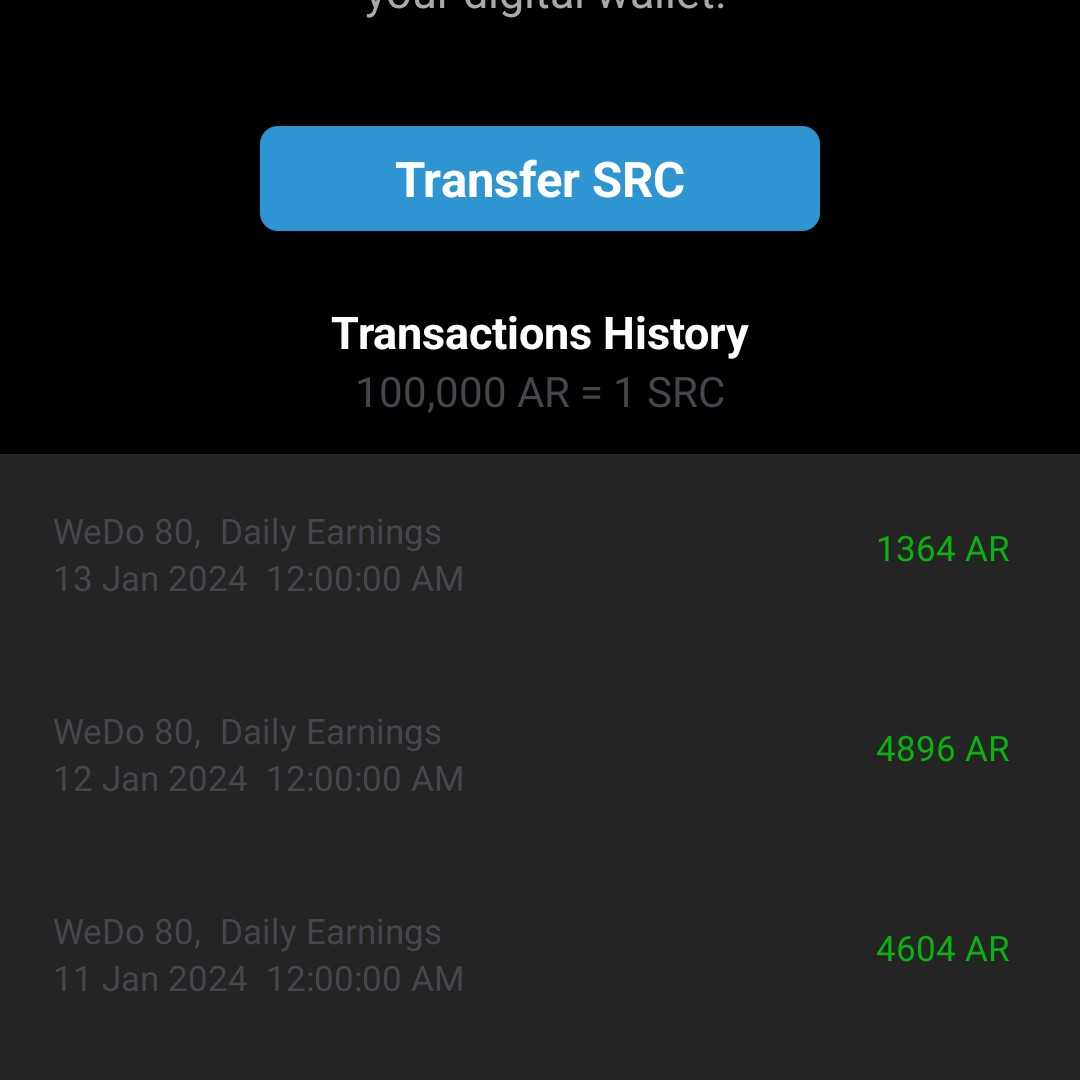 your digital wallet.
Transfer SRC
Transactions History
100,000 AR = 1 SRC
WeDo 80,  Daily Earnings
13 Jan 2024  12:00:00 AM
1364 AR
WeDo 80,  Daily Earnings
12 Jan 2024  12:00:00 AM
4896 AR
WeDo 80,  Daily Earnings
11 Jan 2024  12:00:00 AM
4604 AR